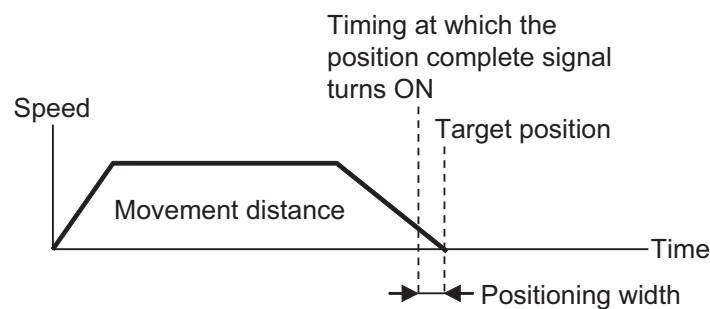 Timing at which the
position complete signal
turns ON
Speed
Target position
Movement distance
Time
Positioning width